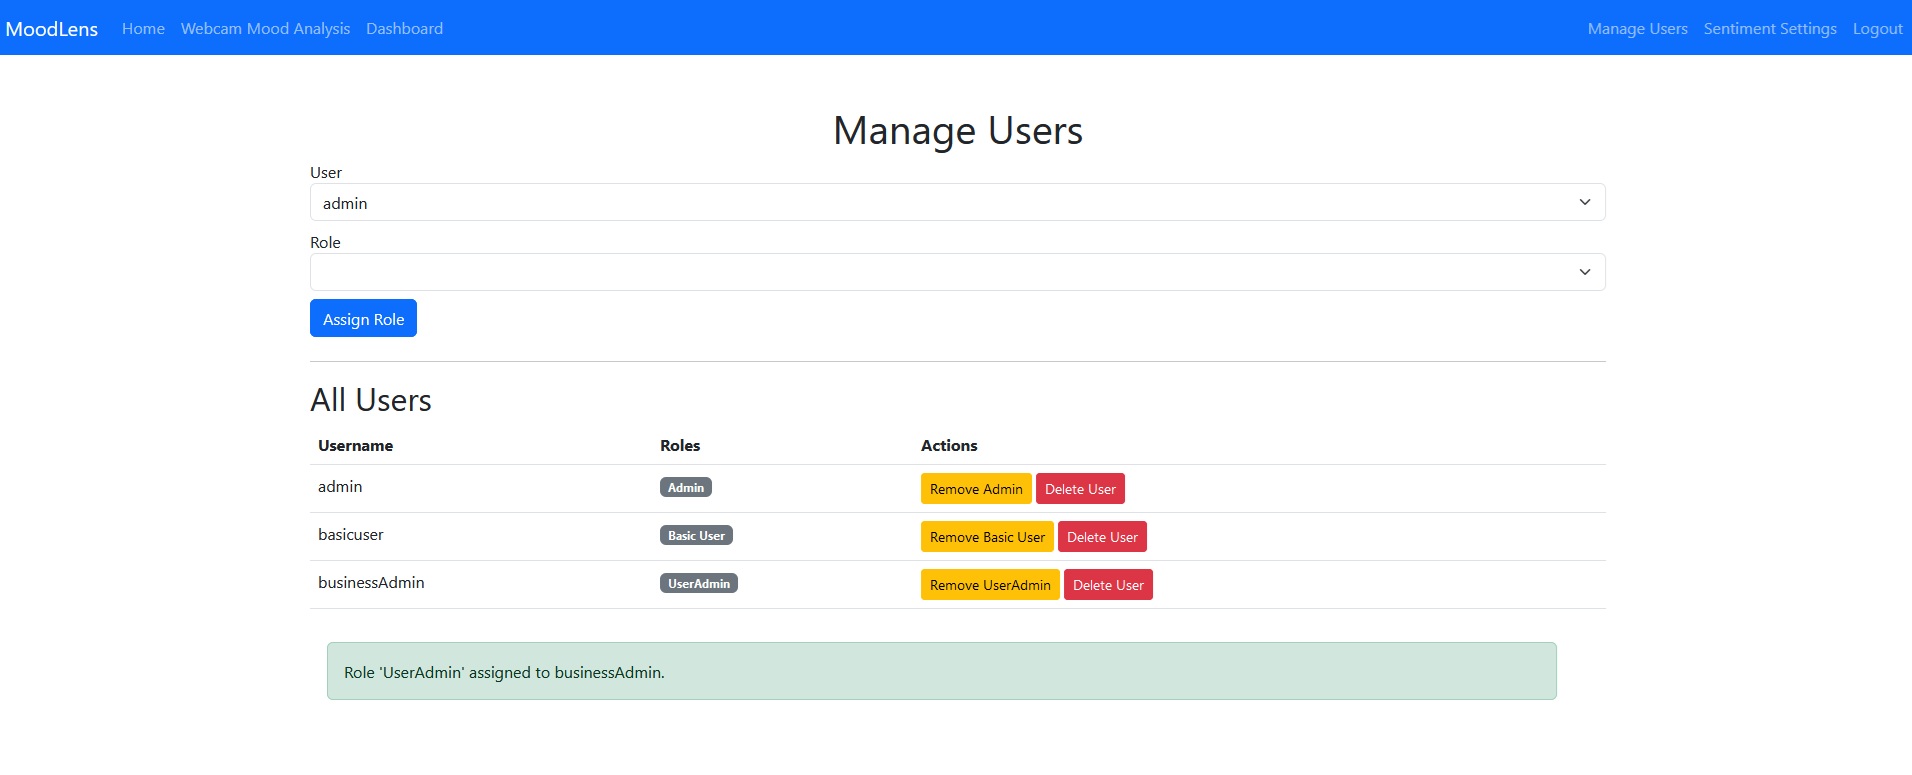 MoodLens Home Webcam Mood Analysis Dashboard Manage Users Sentiment Settings Logout
Manage Users
User
admin
Role
Assign Role
All Users
Username Roles Actions
admin Admin Remove Admin Delete User
basicuser Basic User Remove Basic User Delete User
businessAdmin UserAdmin Remove UserAdmin Delete User
Role 'UserAdmin' assigned to businessAdmin.